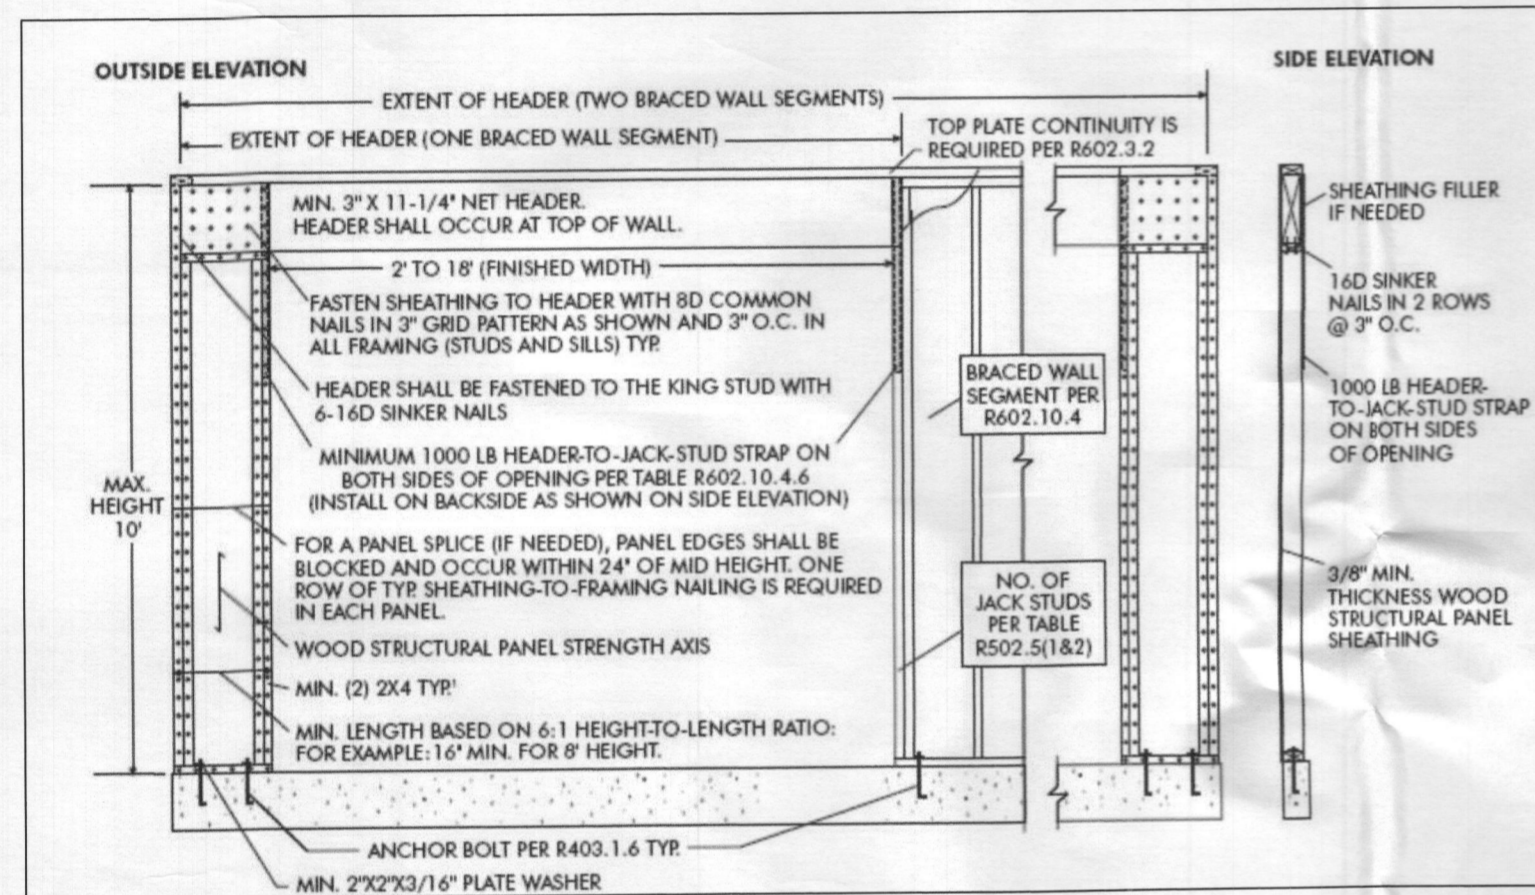 OUTSIDE ELEVATION
SIDE ELEVATION
EXTENT OF HEADER (TWO BRACED WALL SEGMENTS)
EXTENT OF HEADER (ONE BRACED WALL SEGMENT)
TOP PLATE CONTINUITY IS
REQUIRED PER R602.3.2
MIN. 3" X 11-1/4" NET HEADER.
HEADER SHALL OCCUR AT TOP OF WALL.
2' TO 18' (FINISHED WIDTH)
FASTEN SHEATHING TO HEADER WITH 8D COMMON
NAILS IN 3" GRID PATTERN AS SHOWN AND 3" O.C. IN
ALL FRAMING (STUDS AND SILLS) TYP.
HEADER SHALL BE FASTENED TO THE KING STUD WITH
6-16D SINKER NAILS
MINIMUM 1000 LB HEADER-TO-JACK-STUD STRAP ON
BOTH SIDES OF OPENING PER TABLE R602.10.4.6
(INSTALL ON BACKSIDE AS SHOWN ON SIDE ELEVATION)
MAX.
HEIGHT
10'
FOR A PANEL SPLICE (IF NEEDED), PANEL EDGES SHALL BE
BLOCKED AND OCCUR WITHIN 24" OF MID HEIGHT. ONE
ROW OF TYP. SHEATHING-TO-FRAMING NAILING IS REQUIRED
IN EACH PANEL.
WOOD STRUCTURAL PANEL STRENGTH AXIS
MIN. (2) 2X4 TYP.¹
MIN. LENGTH BASED ON 6:1 HEIGHT-TO-LENGTH RATIO:
FOR EXAMPLE: 16" MIN. FOR 8' HEIGHT.
ANCHOR BOLT PER R403.1.6 TYP.
MIN. 2"X2"X3/16" PLATE WASHER
BRACED WALL
SEGMENT PER
R602.10.4
NO. OF
JACK STUDS
PER TABLE
R502.5(1&2)
SHEATHING FILLER
IF NEEDED
16D SINKER
NAILS IN 2 ROWS
@ 3" O.C.
1000 LB HEADER-
TO-JACK-STUD STRAP
ON BOTH SIDES
OF OPENING
3/8" MIN.
THICKNESS WOOD
STRUCTURAL PANEL
SHEATHING